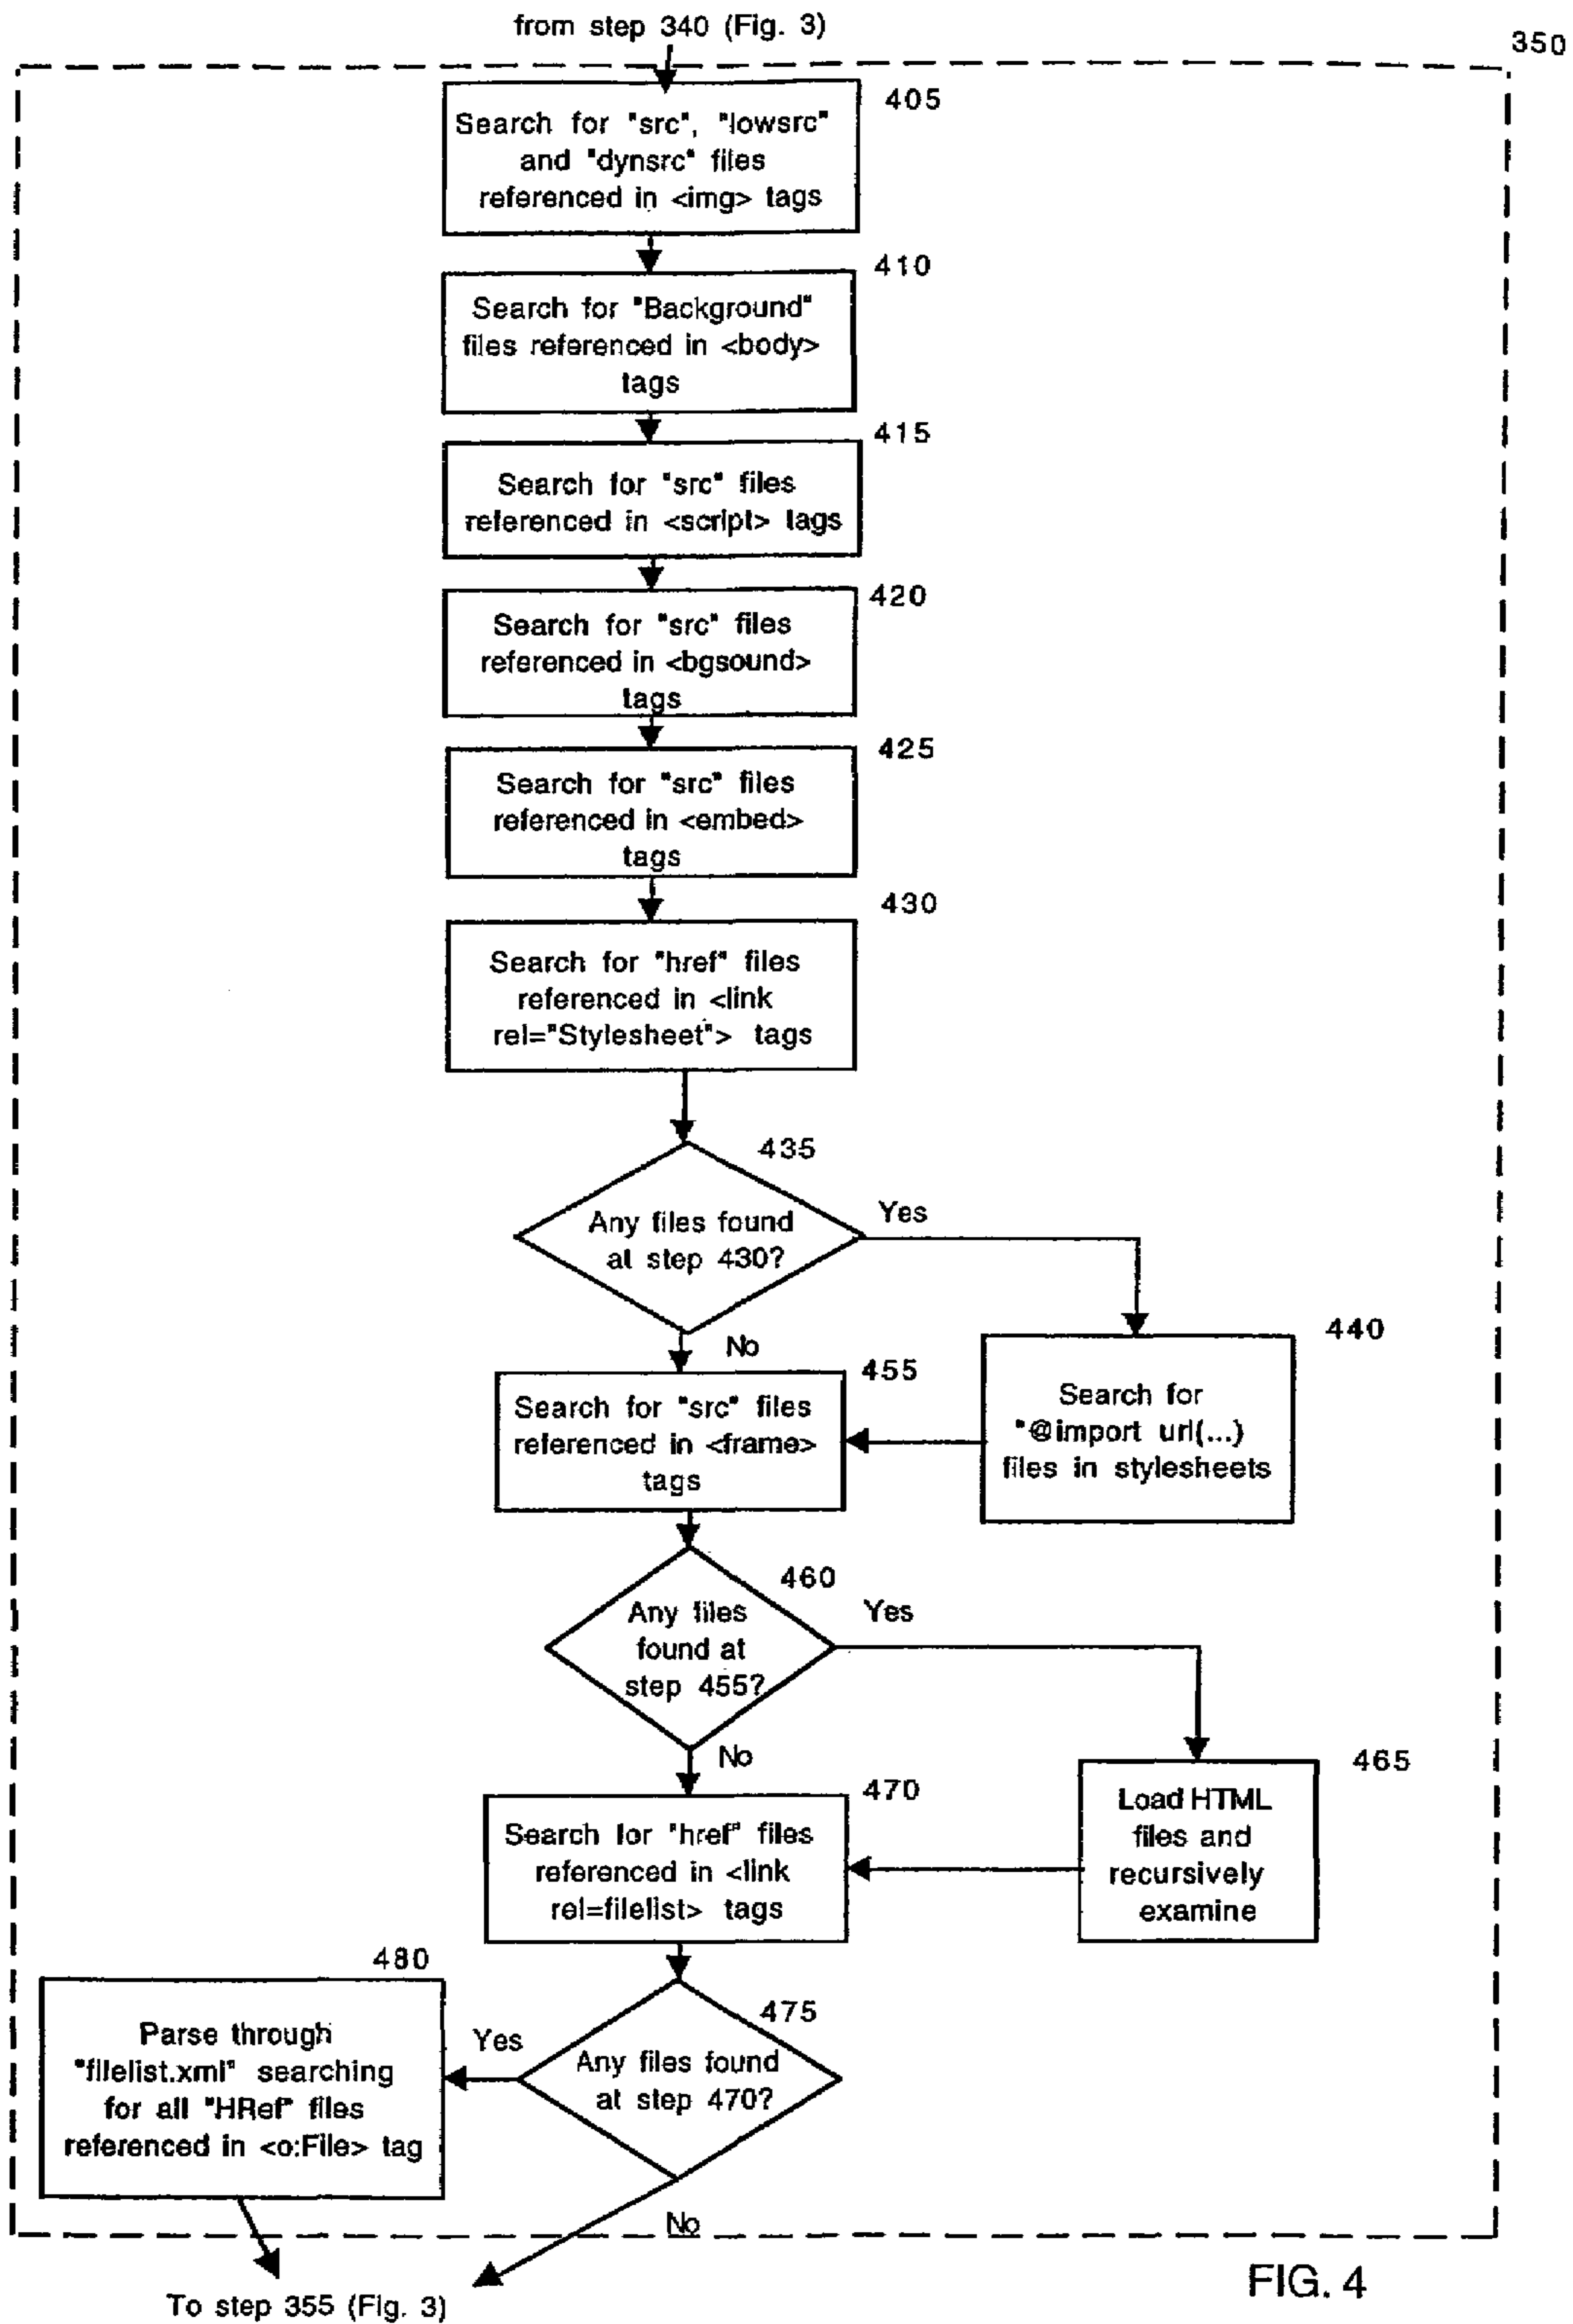 from step 340 (Fig. 3)
350
405
Search for "src", "lowsrc"
and "dynsrc" files
referenced in <img> tags
410
Search for "Background"
files referenced in <body>
tags
415
Search for "src" files
referenced in <script> tags
420
Search for "src" files
referenced in <bgsound>
tags
425
Search for "src" files
referenced in <embed>
tags
430
Search for "href" files
referenced in <link
rel="Stylesheet"> tags
435
Any files found
at step 430?
Yes
No
440
Search for
"@import url(...)
files in stylesheets
455
Search for "src" files
referenced in <frame>
tags
460
Any files
found at
step 455?
Yes
No
465
Load HTML
files and
recursively
examine
470
Search for "href" files
referenced in <link
rel=filelist> tags
475
Any files found
at step 470?
Yes
No
480
Parse through
"filelist.xml" searching
for all "HRef" files
referenced in <o:File> tag
To step 355 (Fig. 3)
FIG. 4